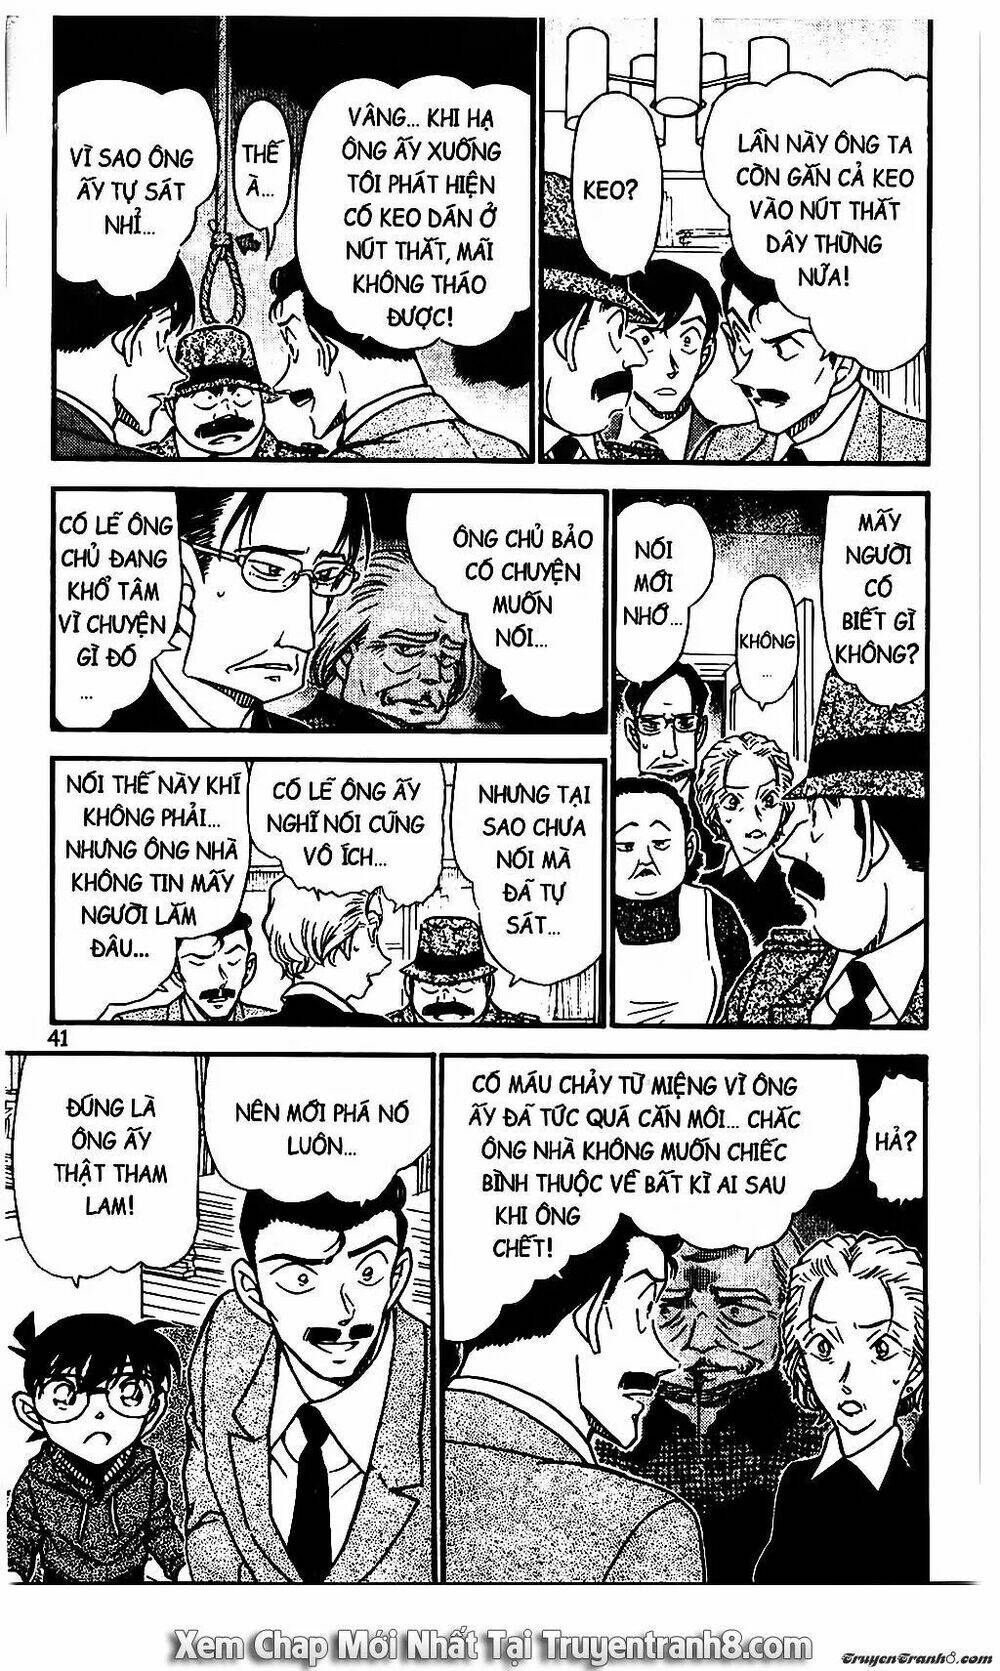 LẦN NÀY ÔNG TA
CÒN GẮN CẢ KEO
VÀO NÚT THẮT
DÂY THỪNG
NỮA!
KEO?
VÂNG... KHI HẠ
ÔNG ẤY XUỐNG
TÔI PHÁT HIỆN
CÓ KEO DÁN Ở
NÚT THẮT, MÃI
KHÔNG THÁO
ĐƯỢC!
THẾ
À...
VÌ SAO ÔNG
ẤY TỰ SÁT
NHỈ...
MẤY
NGƯỜI
CÓ
BIẾT GÌ
KHÔNG?
KHÔNG
...
NÓI
MỚI
NHỚ...
ÔNG CHỦ BẢO
CÓ CHUYỆN
MUỐN
NÓI...
CÓ LẼ ÔNG
CHỦ ĐANG
KHỔ TÂM
VÌ CHUYỆN
GÌ ĐÓ
...
NHƯNG TẠI
SAO CHƯA
NÓI MÀ
ĐÃ TỰ
SÁT...
CÓ LẼ ÔNG ẤY
NGHĨ NÓI CŨNG
VÔ ÍCH...
NÓI THẾ NÀY KHÍ
KHÔNG PHẢI...
NHƯNG ÔNG NHÀ
KHÔNG TIN MẤY
NGƯỜI LẮM
ĐÂU...
41
HẢ?
CÓ MÁU CHẢY TỪ MIỆNG VÌ ÔNG
ẤY ĐÃ TỨC QUÁ CẮN MÔI... CHẮC
ÔNG NHÀ KHÔNG MUỐN CHIẾC
BÌNH THUỘC VỀ BẤT KÌ AI SAU
KHI ÔNG
CHẾT!
NÊN MỚI PHÁ NÓ
LUÔN...
ĐÚNG LÀ
ÔNG ẤY
THẬT THAM
LAM!
Xem Chap Mới Nhất Tại Truyentranh8.com
TruyenTranh8.com